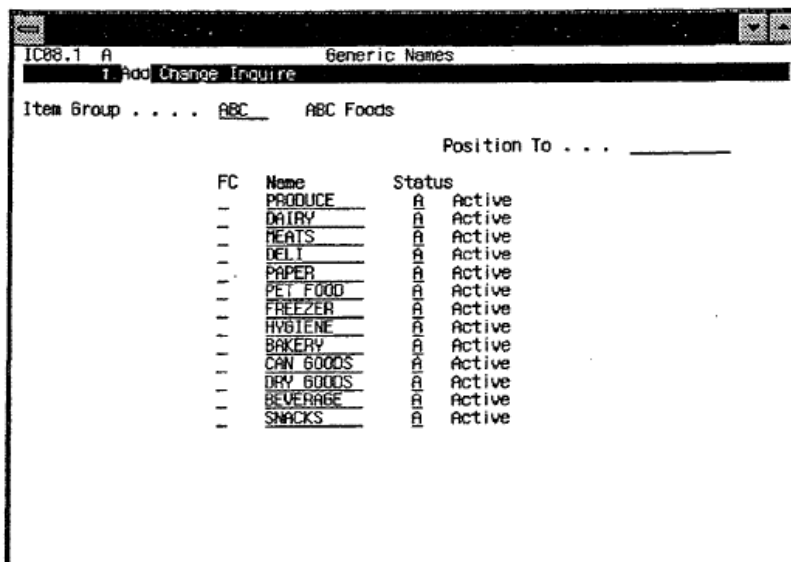 IC08.1 A Generic Names
1 Add Change Inquire
Item Group . . . . ABC ABC Foods
Position To . . .
FC Name Status
PRODUCE A Active
DAIRY A Active
MEATS A Active
DELI A Active
PAPER A Active
PET FOOD A Active
FREEZER A Active
HYGIENE A Active
BAKERY A Active
CAN GOODS A Active
DRY GOODS A Active
BEVERAGE A Active
SNACKS A Active